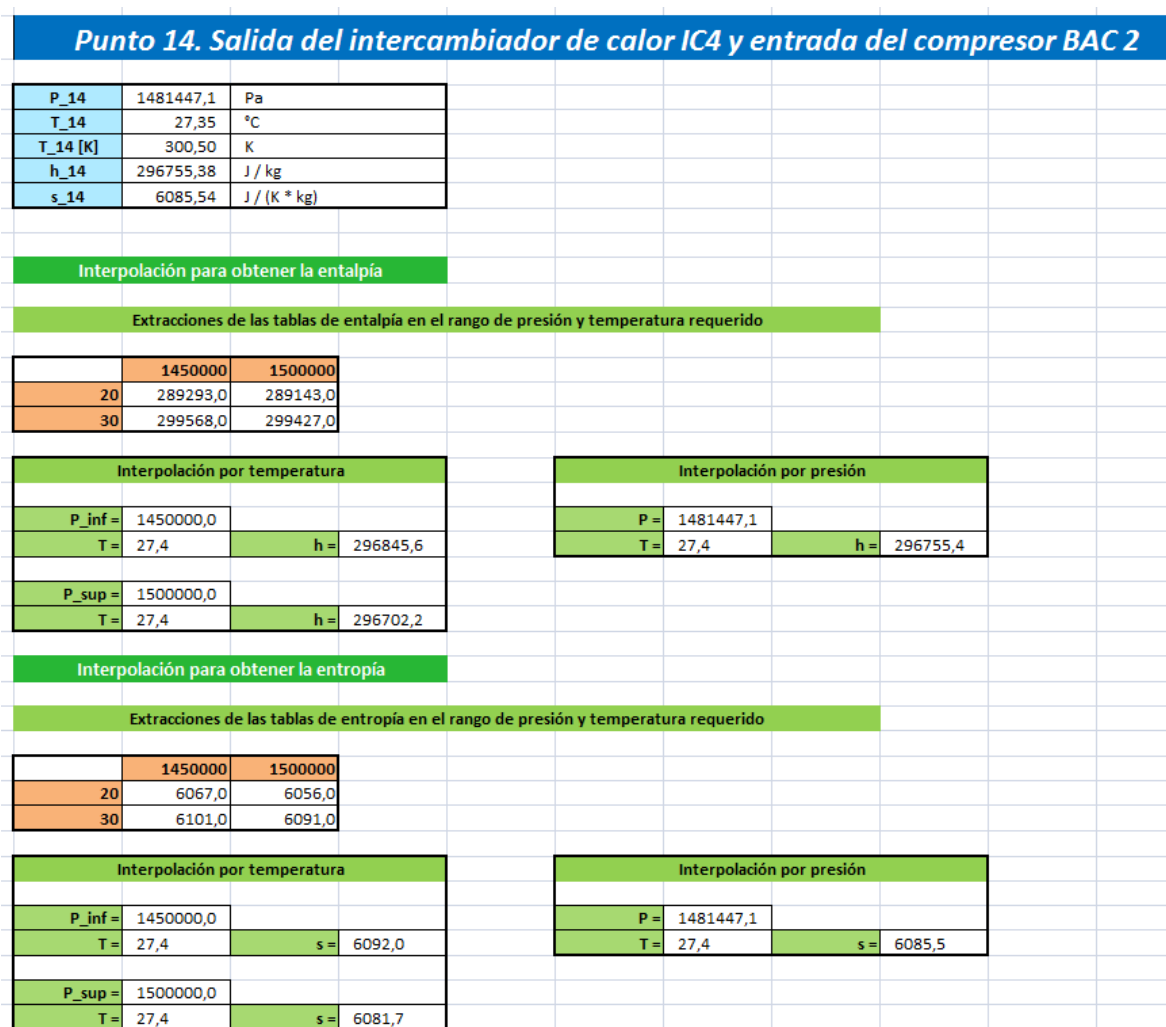 Punto 14. Salida del intercambiador de calor IC4 y entrada del compresor BAC 2
P_14 1481447,1 Pa
T_14 27,35 °C
T_14 [K] 300,50 K
h_14 296755,38 J / kg
s_14 6085,54 J / (K * kg)
Interpolación para obtener la entalpía
Extracciones de las tablas de entalpía en el rango de presión y temperatura requerido
1450000 1500000
20 289293,0 289143,0
30 299568,0 299427,0
Interpolación por temperatura Interpolación por presión
P_inf = 1450000,0 P = 1481447,1
T = 27,4 h = 296845,6 T = 27,4 h = 296755,4
P_sup = 1500000,0
T = 27,4 h = 296702,2
Interpolación para obtener la entropía
Extracciones de las tablas de entropía en el rango de presión y temperatura requerido
1450000 1500000
20 6067,0 6056,0
30 6101,0 6091,0
Interpolación por temperatura Interpolación por presión
P_inf = 1450000,0 P = 1481447,1
T = 27,4 s = 6092,0 T = 27,4 s = 6085,5
P_sup = 1500000,0
T = 27,4 s = 6081,7